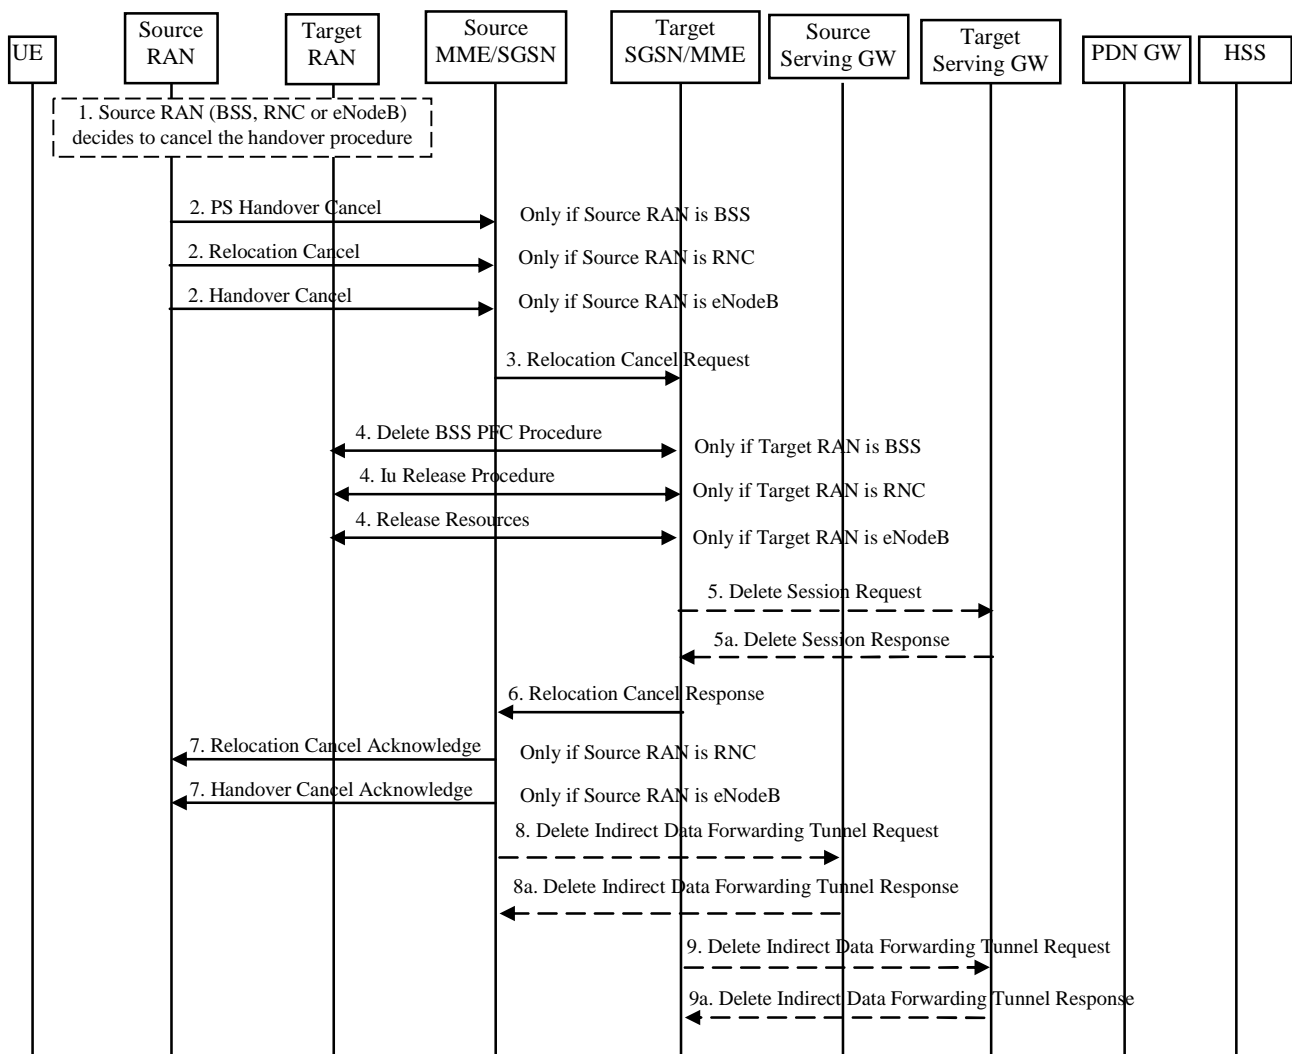 UE
Source
RAN
Target
RAN
Source
MME/SGSN
Target
SGSN/MME
Source
Serving GW
Target
Serving GW
PDN GW
HSS
1. Source RAN (BSS, RNC or eNodeB)
decides to cancel the handover procedure
2. PS Handover Cancel
Only if Source RAN is BSS
2. Relocation Cancel
Only if Source RAN is RNC
2. Handover Cancel
Only if Source RAN is eNodeB
3. Relocation Cancel Request
4. Delete BSS PFC Procedure
Only if Target RAN is BSS
4. Iu Release Procedure
Only if Target RAN is RNC
4. Release Resources
Only if Target RAN is eNodeB
5. Delete Session Request
5a. Delete Session Response
6. Relocation Cancel Response
7. Relocation Cancel Acknowledge
Only if Source RAN is RNC
7. Handover Cancel Acknowledge
Only if Source RAN is eNodeB
8. Delete Indirect Data Forwarding Tunnel Request
8a. Delete Indirect Data Forwarding Tunnel Response
9. Delete Indirect Data Forwarding Tunnel Request
9a. Delete Indirect Data Forwarding Tunnel Response